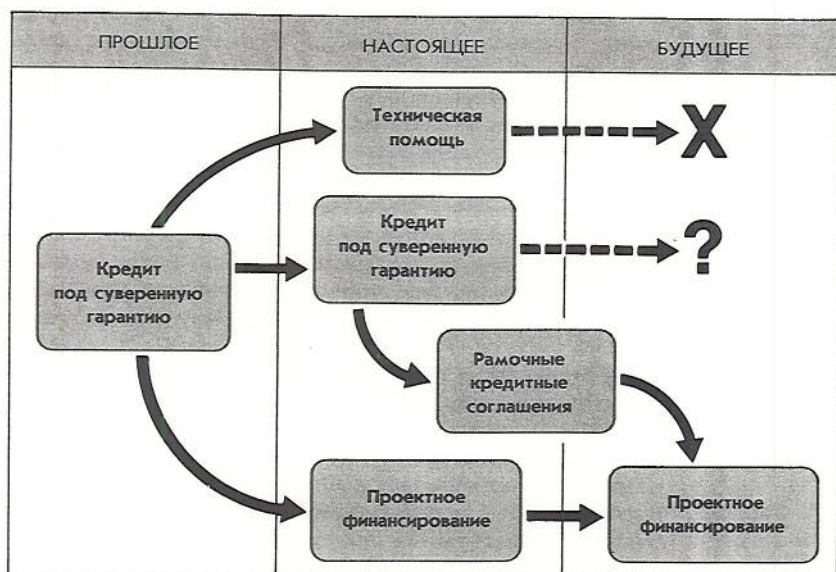 ПРОШЛОЕ
НАСТОЯЩЕЕ
БУДУЩЕЕ
Техническая
помощь
X
Кредит
под суверенную
гарантию
Кредит
под суверенную
гарантию
?
Рамочные
кредитные
соглашения
Проектное
финансирование
Проектное
финансирование